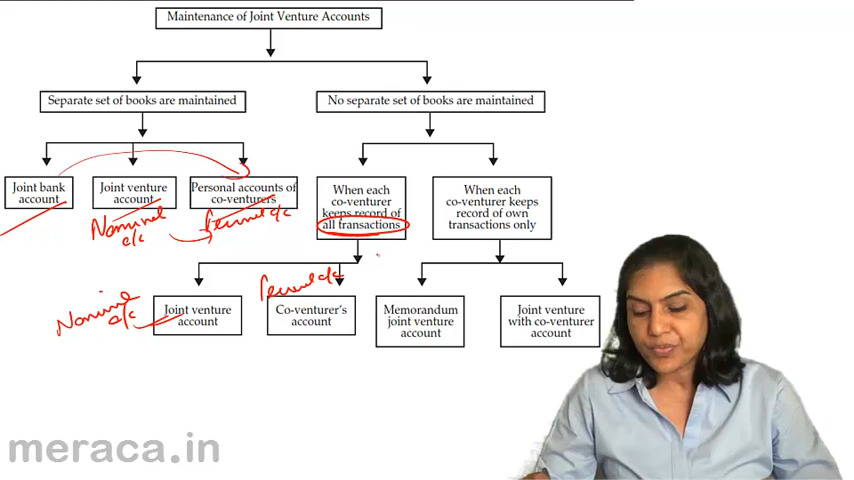 Maintenance of Joint Venture Accounts
Separate set of books are maintained
No separate set of books are maintained
Joint bank
account
Joint venture
account
Personal accounts of
co-venturers
When each
co-venturer
keeps record of
all transactions
When each
co-venturer keeps
record of own
transactions only
Nominal
a/c
Personal a/c
Nominal
a/c
Personal a/c
Joint venture
account
Co-venturer's
account
Memorandum
joint venture
account
Joint venture
with co-venturer
account
meraca.in